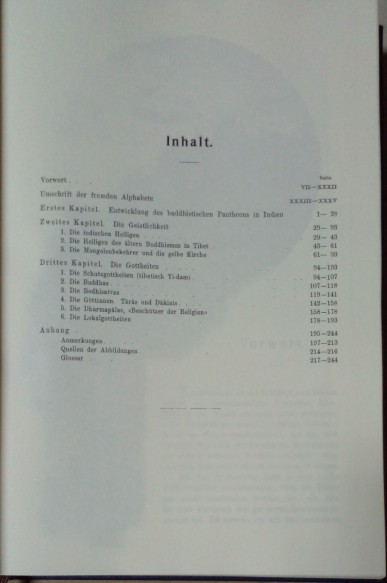 Inhalt.
Seite
Vorwort . VII—XXXII
Umschrift der fremden Alphabete XXXIII—XXXV
Erstes Kapitel. Entwicklung des buddhistischen Pantheons in Indien 1— 28
Zweites Kapitel. Die Geistlichkeit 29— 93
1. Die indischen Heiligen 29— 43
2. Die Heiligen des ältern Buddhismus in Tibet 43— 61
3. Die Mongolenbekehrer und die gelbe Kirche 61— 93
Drittes Kapitel. Die Gottheiten 94—193
1. Die Schutzgottheiten (tibetisch Yi-dam) 94—107
2. Die Buddhas 107—118
3. Die Bodhisatvas 119—141
4. Die Göttinnen. Târâs und Dâkinîs 142—158
5. Die Dharmapâlas, »Beschützer der Religion« 158—178
6. Die Lokalgottheiten 178—193
Anhang 195—244
Anmerkungen 197—213
Quellen der Abbildungen 214—216
Glossar 217—244